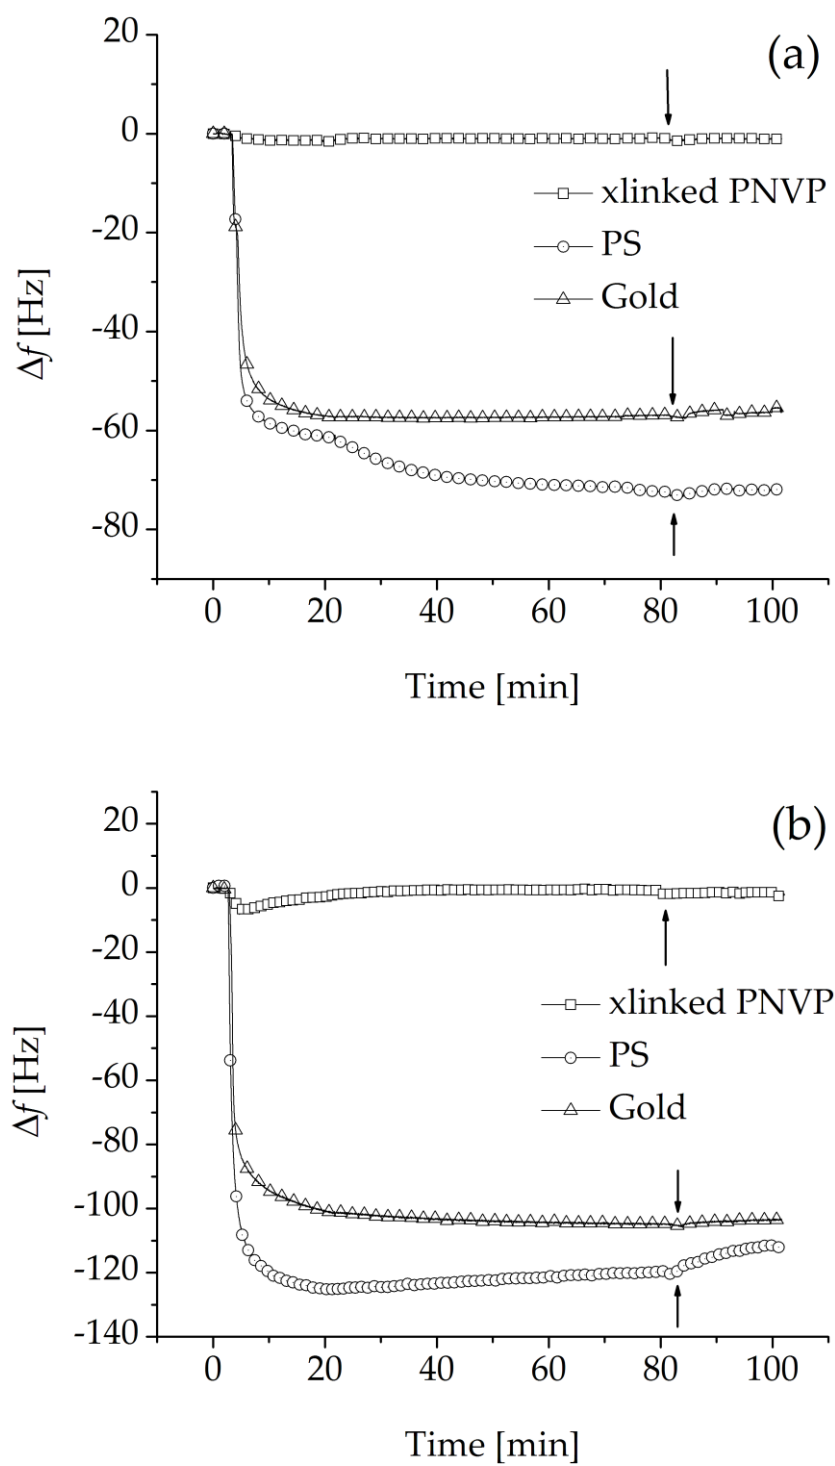 (a)
20
0
-20
-40
-60
-80
Δf [Hz]
xlinked PNVP
PS
Gold
0 20 40 60 80 100
Time [min]
(b)
20
0
-20
-40
-60
-80
-100
-120
-140
Δf [Hz]
xlinked PNVP
PS
Gold
0 20 40 60 80 100
Time [min]